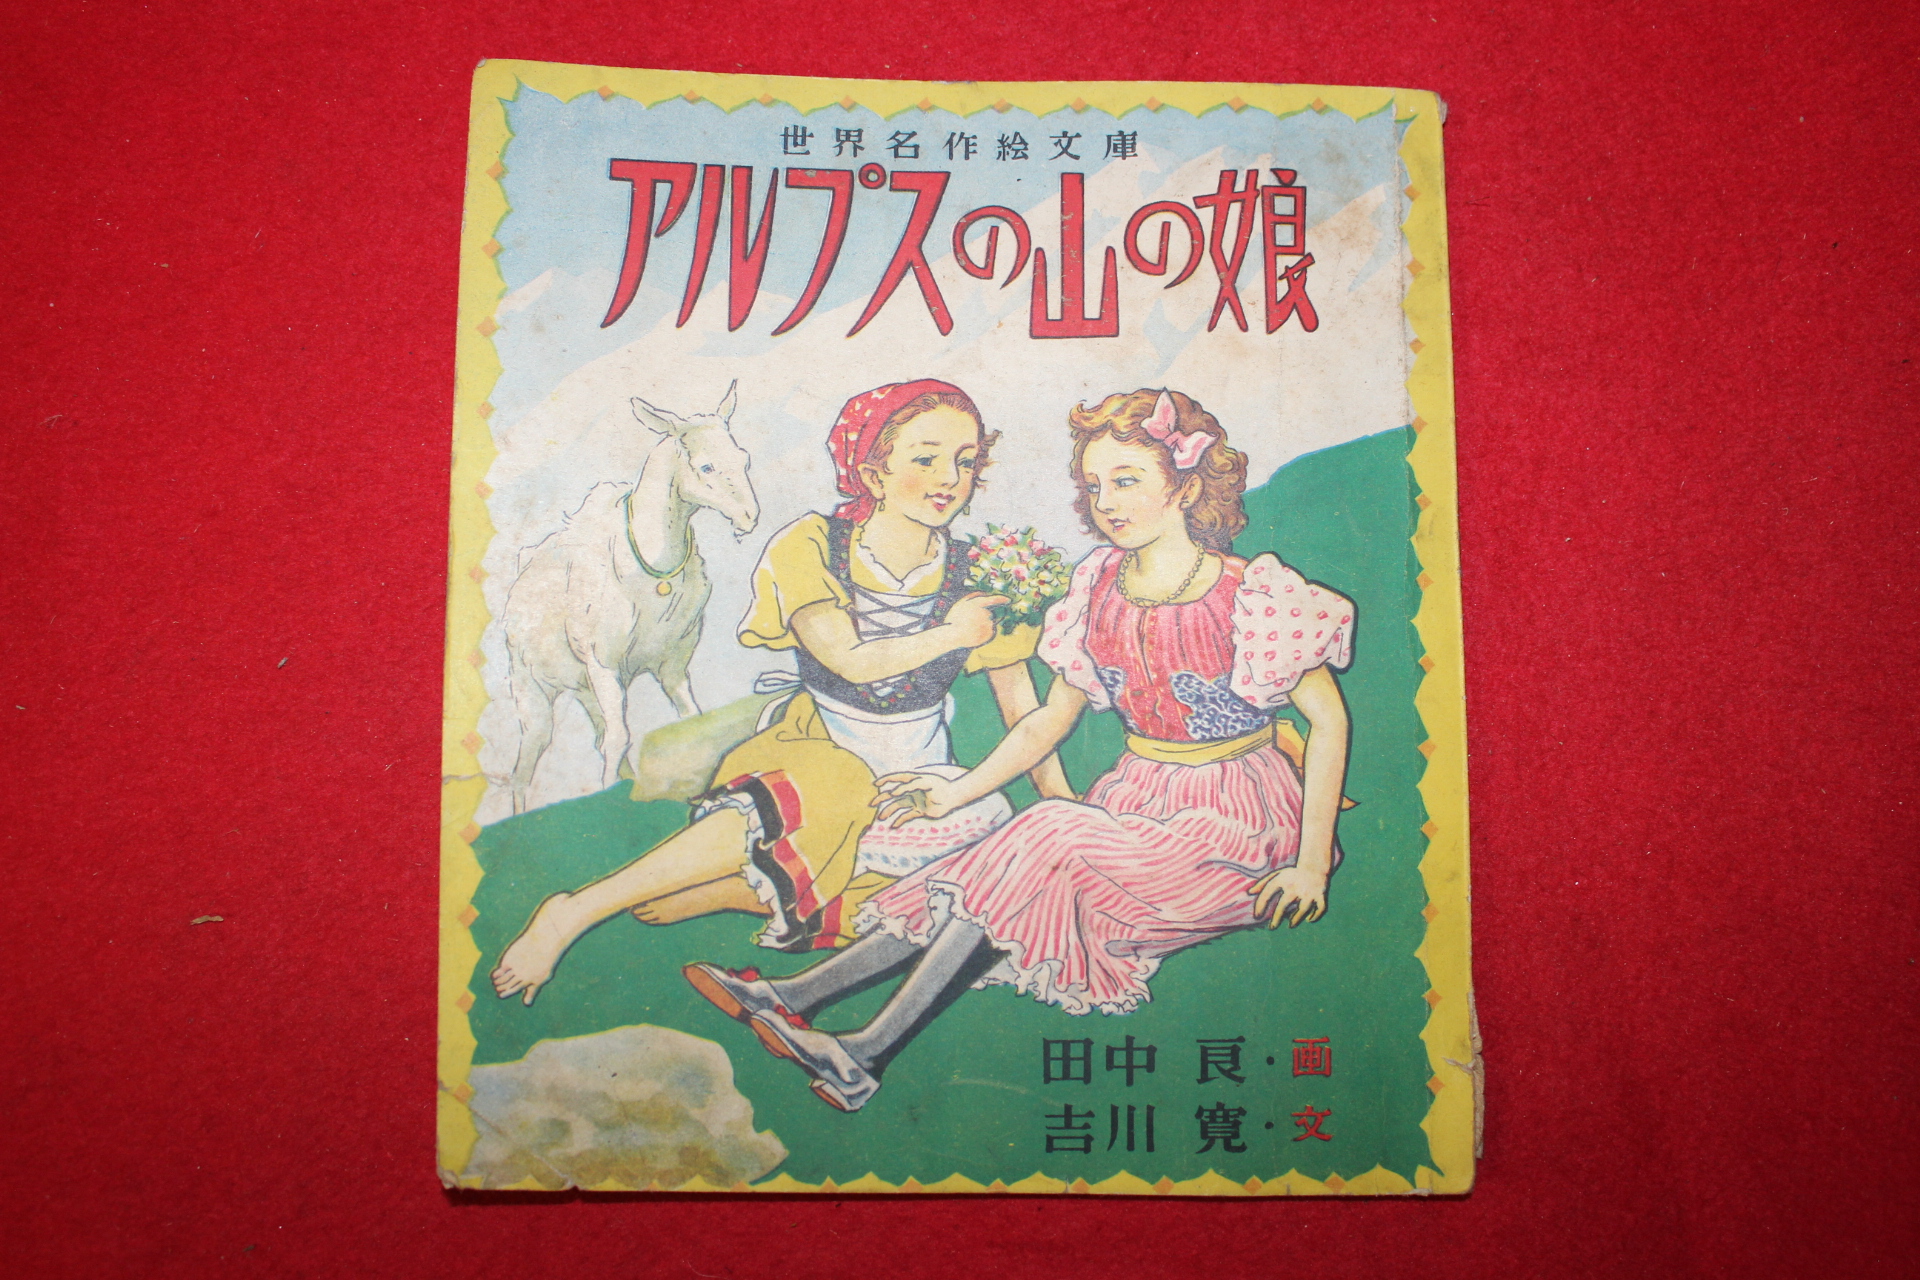 世界名作絵文庫
アルプスの山の娘
田中 良・画
吉川 寛・文